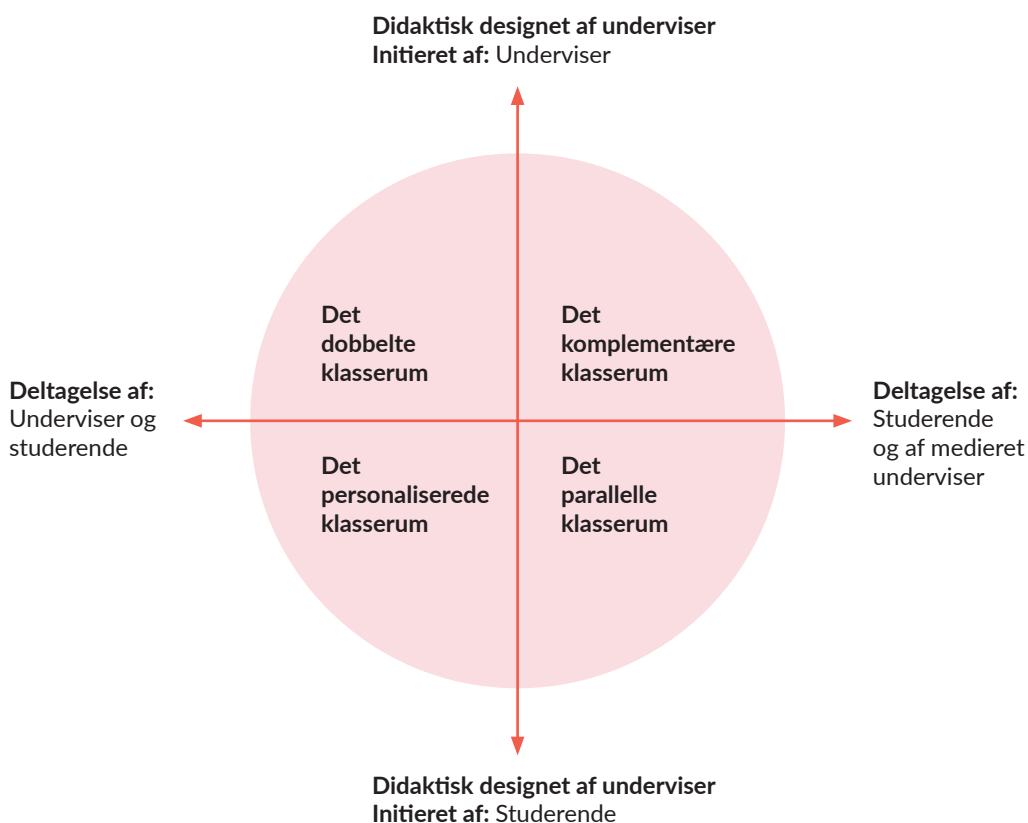 Didaktisk designet af underviser
Initieret af: Underviser
Det
dobbelte
klasserum
Det
komplementære
klasserum
Deltagelse af:
Underviser og
studerende
Deltagelse af:
Studerende
og af medieret
underviser
Det
personaliserede
klasserum
Det
parallelle
klasserum
Didaktisk designet af underviser
Initieret af: Studerende